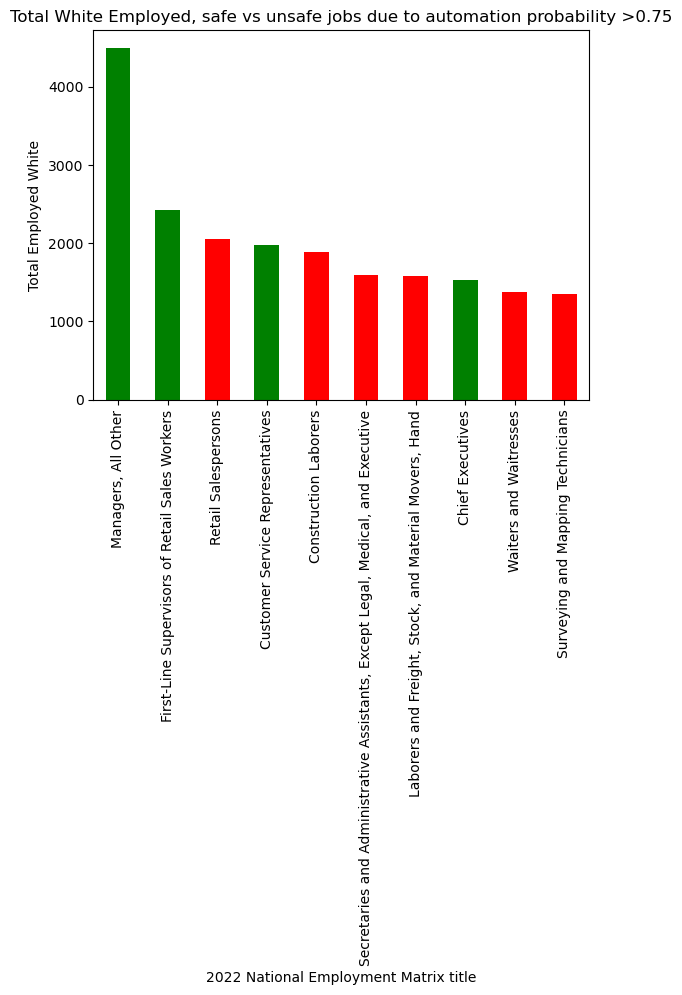 Total White Employed, safe vs unsafe jobs due to automation probability >0.75
Total Employed White
4000
3000
2000
1000
0
Managers, All Other
First-Line Supervisors of Retail Sales Workers
Retail Salespersons
Customer Service Representatives
Construction Laborers
Secretaries and Administrative Assistants, Except Legal, Medical, and Executive
Laborers and Freight, Stock, and Material Movers, Hand
Chief Executives
Waiters and Waitresses
Surveying and Mapping Technicians
2022 National Employment Matrix title